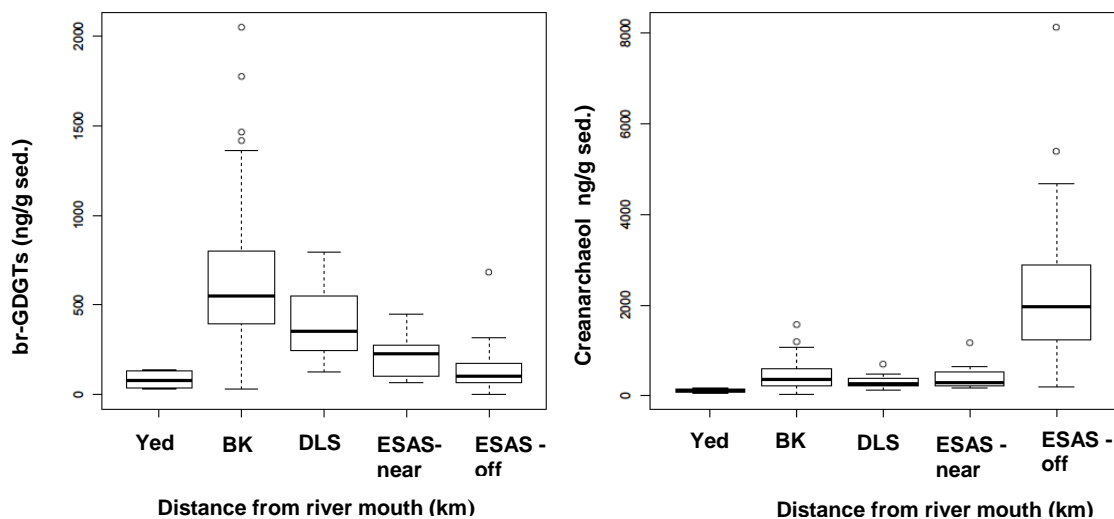 br-GDGTs (ng/g sed.)
2000
1500
1000
500
0
Yed BK DLS ESAS- ESAS -
near off
Distance from river mouth (km)
Creanarchaeol ng/g sed.)
8000
6000
4000
2000
0
Yed BK DLS ESAS - ESAS -
near off
Distance from river mouth (km)